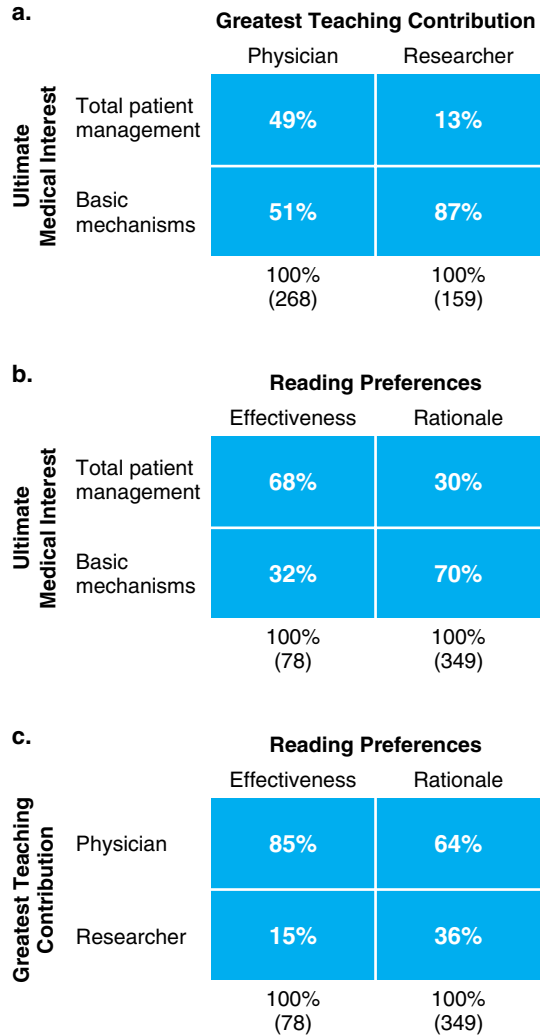 a.
Greatest Teaching Contribution
Physician Researcher
Ultimate
Medical Interest
Total patient
management
49% 13%
Basic
mechanisms
51% 87%
100% 100%
(268) (159)
b.
Reading Preferences
Effectiveness Rationale
Ultimate
Medical Interest
Total patient
management
68% 30%
Basic
mechanisms
32% 70%
100% 100%
(78) (349)
c.
Reading Preferences
Effectiveness Rationale
Greatest Teaching
Contribution
Physician
85% 64%
Researcher
15% 36%
100% 100%
(78) (349)